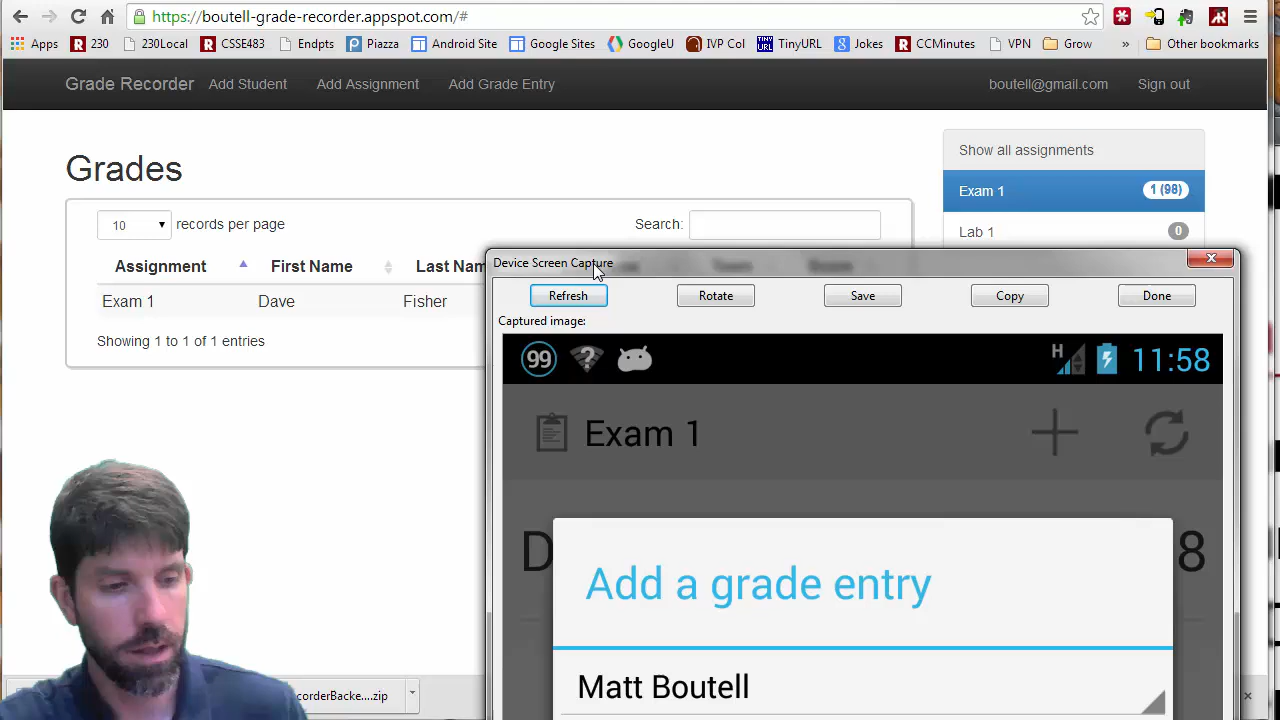 https://boutell-grade-recorder.appspot.com/#
Apps 230 230Local CSSE483 Endpts Piazza Android Site Google Sites GoogleU IVI Col TinyURL Jokes CCMinutes VPN Grow » Other bookmarks
Grade Recorder Add Student Add Assignment Add Grade Entry boutell@gmail.com Sign out
Grades
10 records per page Search:
Assignment First Name
Exam 1 Dave Fisher
Showing 1 to 1 of 1 entries
Show all assignments
Exam 1 1 (98)
Lab 1 0
Device Screen Capture
Refresh Rotate Save Copy Done
Captured image:
99 H 11:58
Exam 1
D 8
Add a grade entry
Matt Boutell
corderBacke....zip